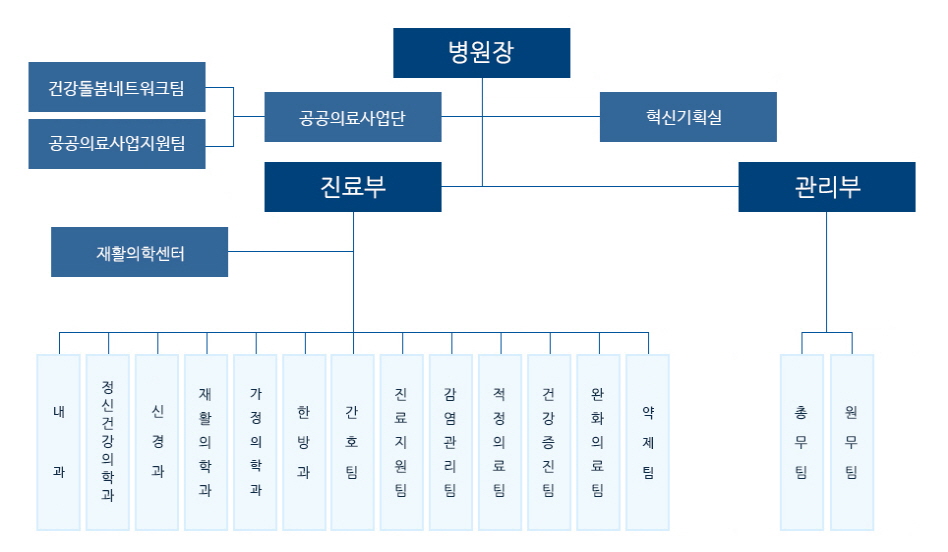 병원장
건강돌봄네트워크팀
공공의료사업지원팀
공공의료사업단
혁신기획실
진료부
관리부
재활의학센터
내과
정신건강의학과
신경과
재활의학과
가정의학과
한방과
간호팀
진료지원팀
감염관리팀
적정의료팀
건강증진팀
완화의료팀
약제팀
총무팀
원무팀